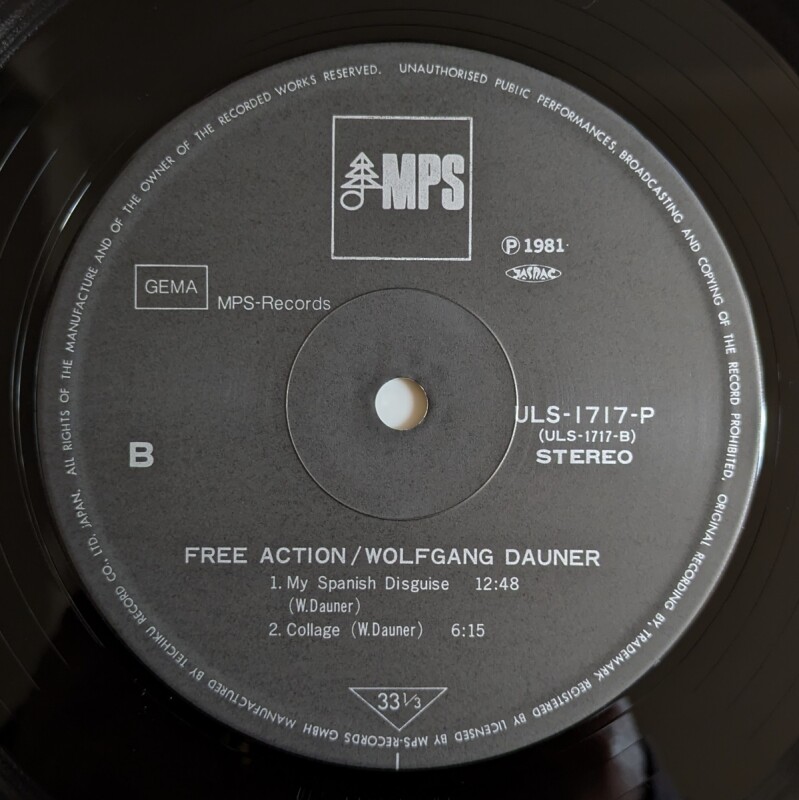 MPS
℗ 1981
JASRAC
GEMA
MPS-Records
ULS-1717-P
(ULS-1717-B)
STEREO
B
FREE ACTION/WOLFGANG DAUNER
1. My Spanish Disguise 12:48
(W.Dauner)
2. Collage (W.Dauner) 6:15
33 1/3
MANUFACTURED BY TEICHIKU RECORD CO., LTD. JAPAN. ALL RIGHTS OF THE MANUFACTURE AND OF THE OWNER OF THE RECORDED WORKS RESERVED. UNAUTHORISED PUBLIC PERFORMANCES, BROADCASTING AND COPYING OF THE RECORD PROHIBITED. ORIGINAL RECORDING BY, TRADEMARK REGISTERED BY, LICENSED BY MPS-RECORDS GMBH